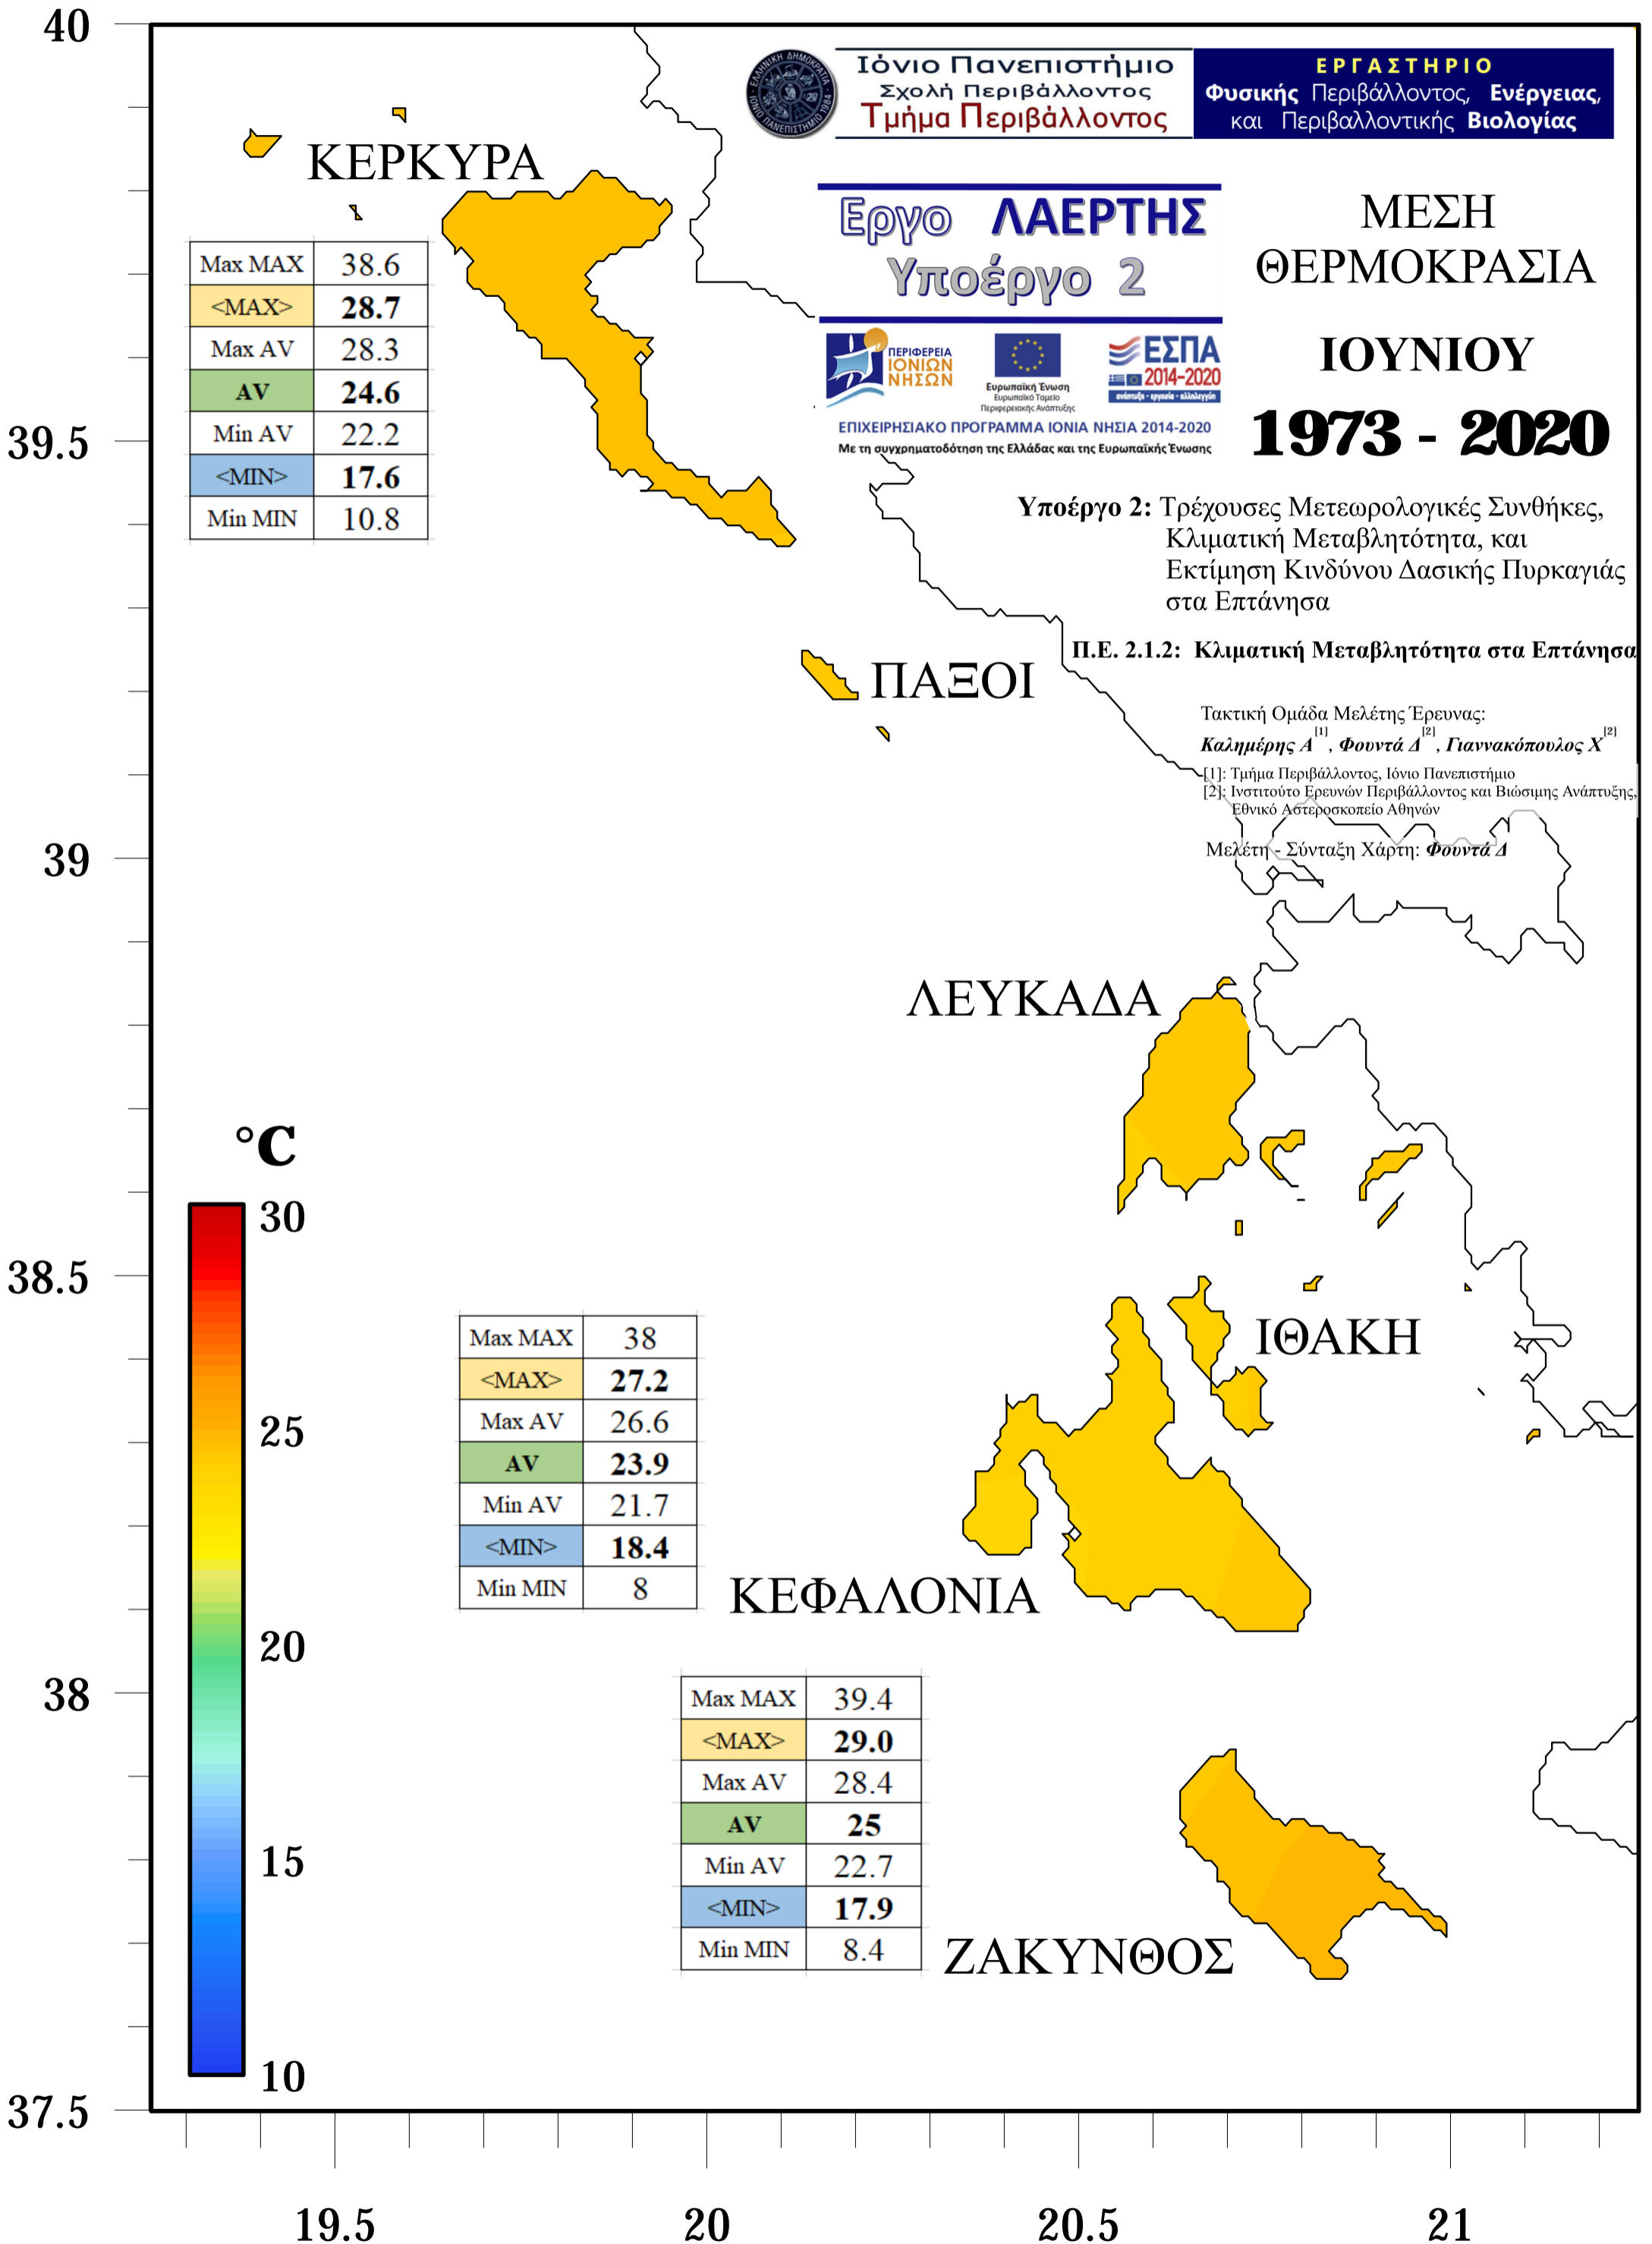 Ιόνιο Πανεπιστήμιο
Σχολή Περιβάλλοντος
Τμήμα Περιβάλλοντος
ΕΡΓΑΣΤΗΡΙΟ
Φυσικής Περιβάλλοντος, Ενέργειας,
και Περιβαλλοντικής Βιολογίας
Εργο ΛΑΕΡΤΗΣ
Υποέργο 2
ΠΕΡΙΦΕΡΕΙΑ
ΙΟΝΙΩΝ
ΝΗΣΩΝ
Ευρωπαϊκή Ένωση
Ευρωπαϊκό Ταμείο
Περιφερειακής Ανάπτυξης
ΕΣΠΑ
2014-2020
ανάπτυξη - εργασία - αλληλεγγύη
ΕΠΙΧΕΙΡΗΣΙΑΚΟ ΠΡΟΓΡΑΜΜΑ ΙΟΝΙΑ ΝΗΣΙΑ 2014-2020
Με τη συγχρηματοδότηση της Ελλάδας και της Ευρωπαϊκής Ένωσης
ΜΕΣΗ
ΘΕΡΜΟΚΡΑΣΙΑ
ΙΟΥΝΙΟΥ
1973 - 2020
Υποέργο 2: Τρέχουσες Μετεωρολογικές Συνθήκες,
Κλιματική Μεταβλητότητα, και
Εκτίμηση Κινδύνου Δασικής Πυρκαγιάς
στα Επτάνησα
Π.Ε. 2.1.2: Κλιματική Μεταβλητότητα στα Επτάνησα
Τακτική Ομάδα Μελέτης Έρευνας:
Καλημέρης Α[1], Φουντά Δ[2], Γιαννακόπουλος Χ[2]
[1]: Τμήμα Περιβάλλοντος, Ιόνιο Πανεπιστήμιο
[2]: Ινστιτούτο Ερευνών Περιβάλλοντος και Βιώσιμης Ανάπτυξης,
Εθνικό Αστεροσκοπείο Αθηνών
Μελέτη - Σύνταξη Χάρτη: Φουντά Δ
ΚΕΡΚΥΡΑ
Max MAX 38.6
<MAX> 28.7
Max AV 28.3
AV 24.6
Min AV 22.2
<MIN> 17.6
Min MIN 10.8
ΠΑΞΟΙ
ΛΕΥΚΑΔΑ
ΙΘΑΚΗ
Max MAX 38
<MAX> 27.2
Max AV 26.6
AV 23.9
Min AV 21.7
<MIN> 18.4
Min MIN 8
ΚΕΦΑΛΟΝΙΑ
Max MAX 39.4
<MAX> 29.0
Max AV 28.4
AV 25
Min AV 22.7
<MIN> 17.9
Min MIN 8.4
ΖΑΚΥΝΘΟΣ
°C
30
25
20
15
10
40
39.5
39
38.5
38
37.5
19.5 20 20.5 21